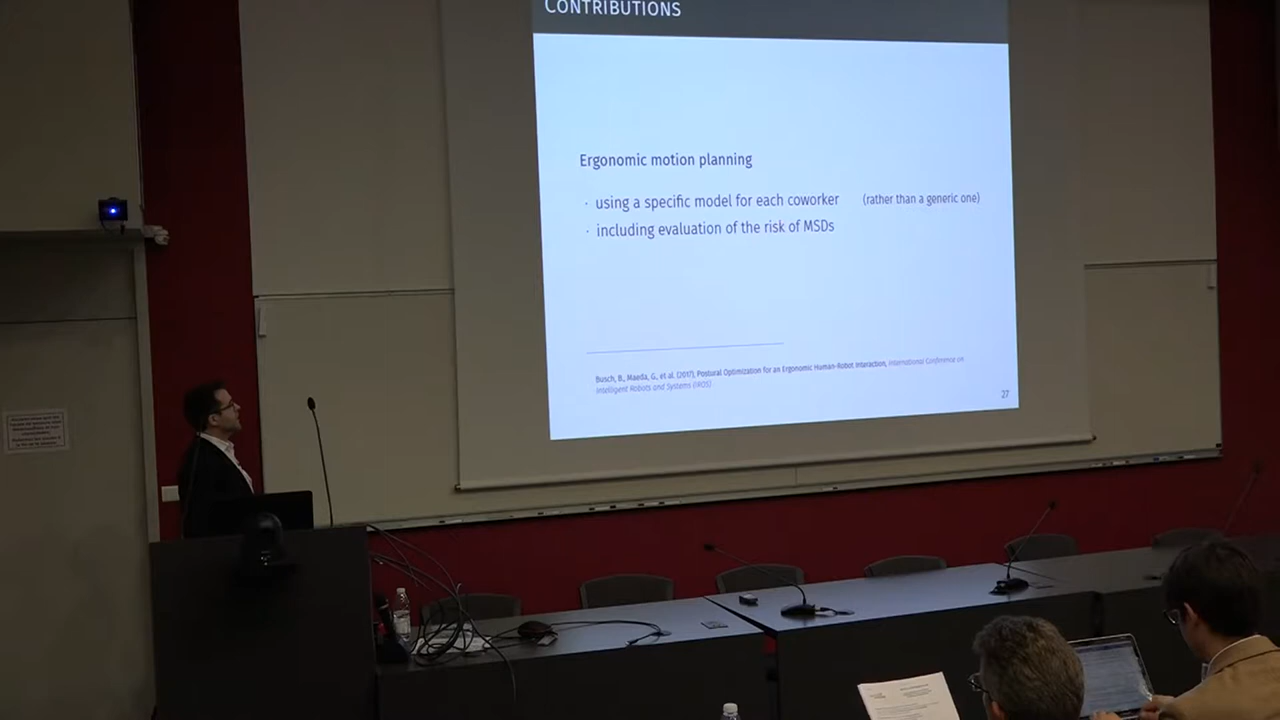 CONTRIBUTIONS
Ergonomic motion planning
· using a specific model for each coworker (rather than a generic one)
· including evaluation of the risk of MSDs
Busch, B., Maeda, G., et al. (2017), Postural Optimization for an Ergonomic Human-Robot Interaction, International Conference on
Intelligent Robots and Systems (IROS)
27